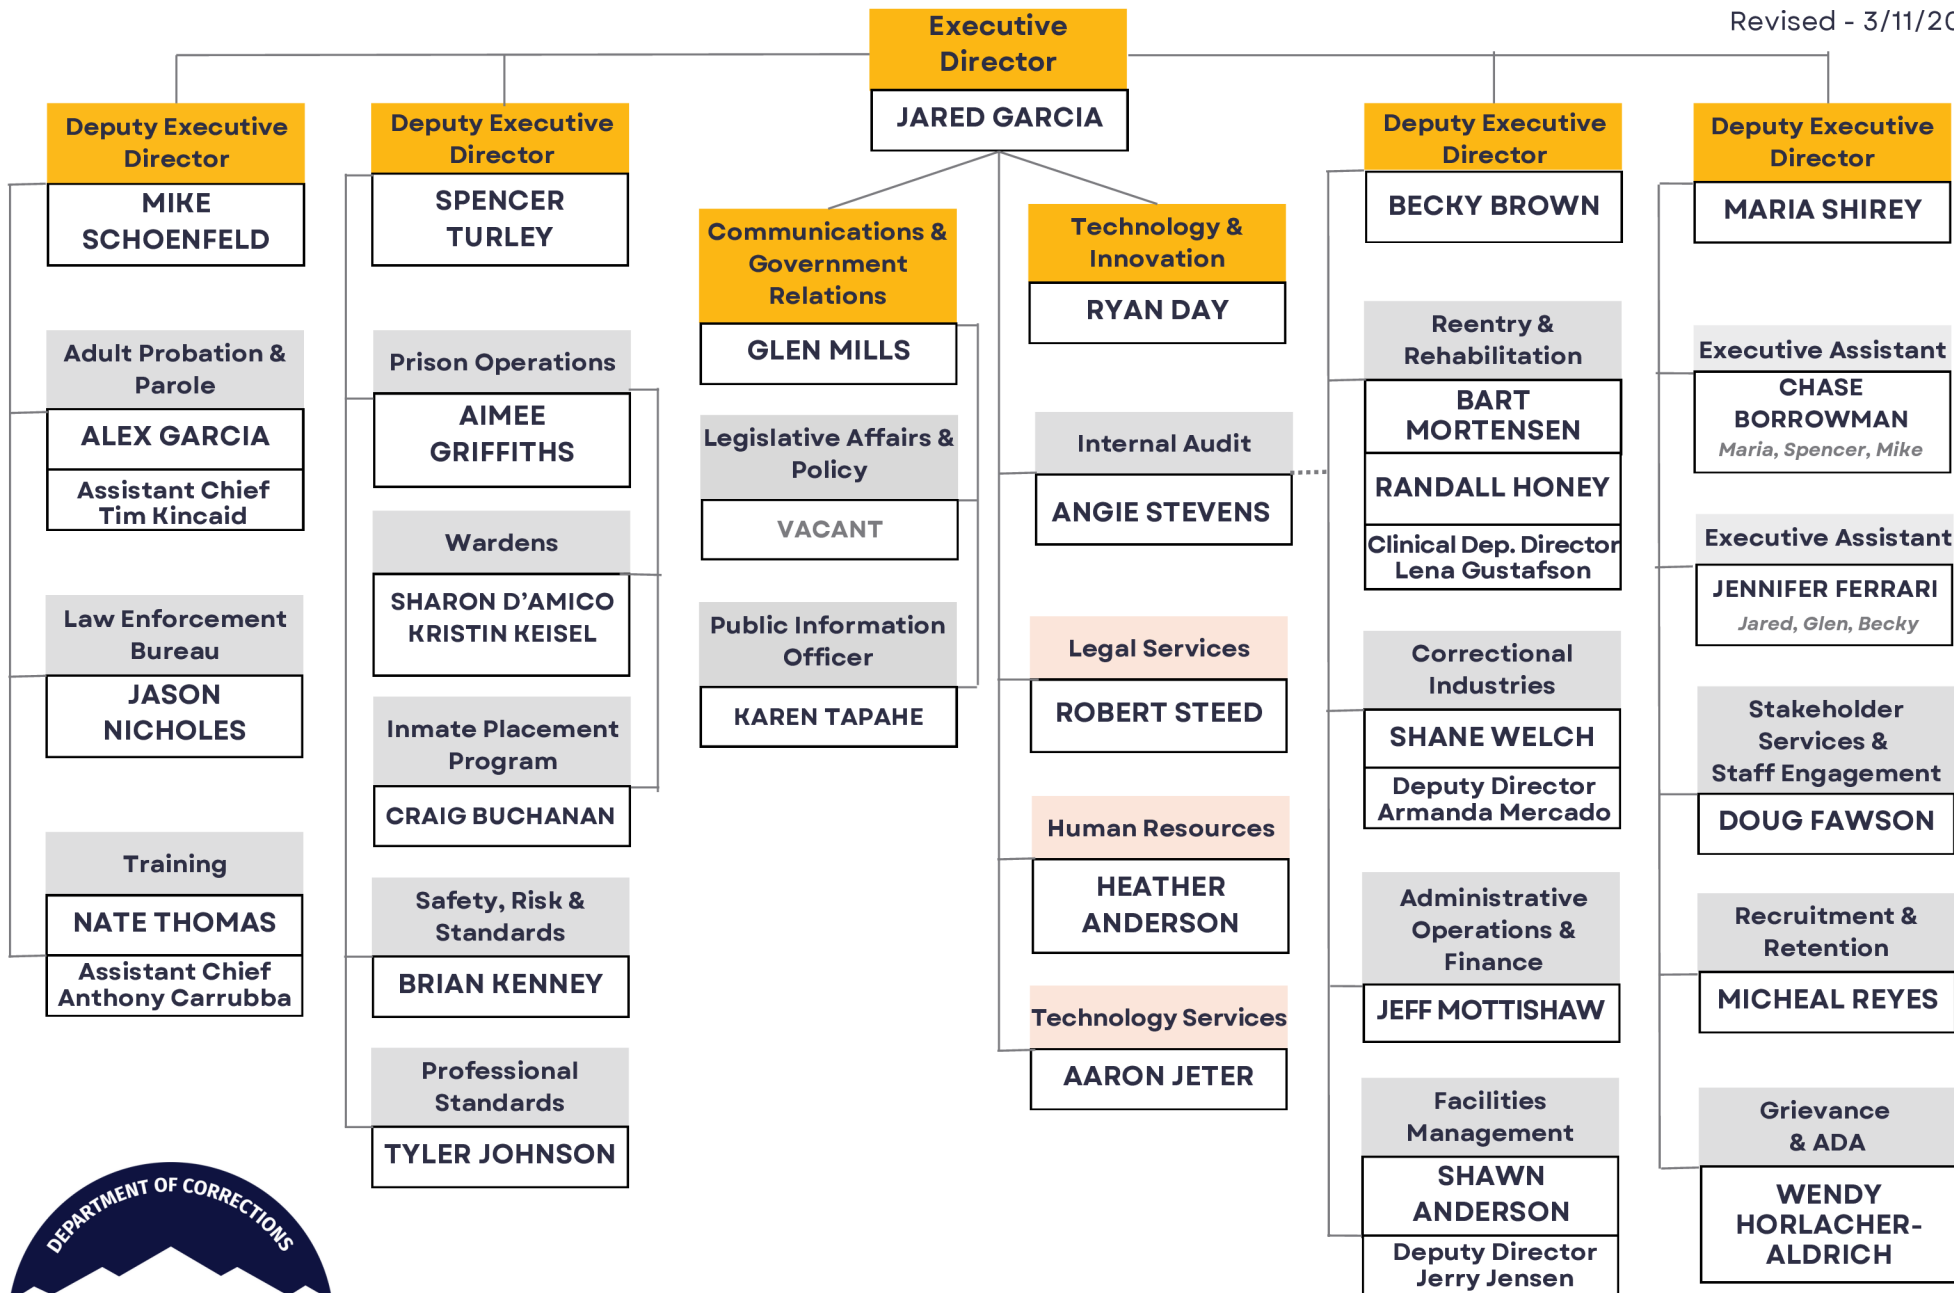 Revised - 3/11/20
Executive
Director
JARED GARCIA
Deputy Executive
Director
MIKE
SCHOENFELD
Adult Probation &
Parole
ALEX GARCIA
Assistant Chief
Tim Kincaid
Law Enforcement
Bureau
JASON
NICHOLES
Training
NATE THOMAS
Assistant Chief
Anthony Carrubba
Deputy Executive
Director
SPENCER
TURLEY
Prison Operations
AIMEE
GRIFFITHS
Wardens
SHARON D’AMICO
KRISTIN KEISEL
Inmate Placement
Program
CRAIG BUCHANAN
Safety, Risk &
Standards
BRIAN KENNEY
Professional
Standards
TYLER JOHNSON
Communications &
Government
Relations
GLEN MILLS
Legislative Affairs &
Policy
VACANT
Public Information
Officer
KAREN TAPAHE
Technology &
Innovation
RYAN DAY
Internal Audit
ANGIE STEVENS
Legal Services
ROBERT STEED
Human Resources
HEATHER
ANDERSON
Technology Services
AARON JETER
Deputy Executive
Director
BECKY BROWN
Reentry &
Rehabilitation
BART
MORTENSEN
RANDALL HONEY
Clinical Dep. Director
Lena Gustafson
Correctional
Industries
SHANE WELCH
Deputy Director
Armanda Mercado
Administrative
Operations &
Finance
JEFF MOTTISHAW
Facilities
Management
SHAWN
ANDERSON
Deputy Director
Jerry Jensen
Deputy Executive
Director
MARIA SHIREY
Executive Assistant
CHASE
BORROWMAN
Maria, Spencer, Mike
Executive Assistant
JENNIFER FERRARI
Jared, Glen, Becky
Stakeholder
Services &
Staff Engagement
DOUG FAWSON
Recruitment &
Retention
MICHEAL REYES
Grievance
& ADA
WENDY
HORLACHER-
ALDRICH
DEPARTMENT OF CORRECTIONS